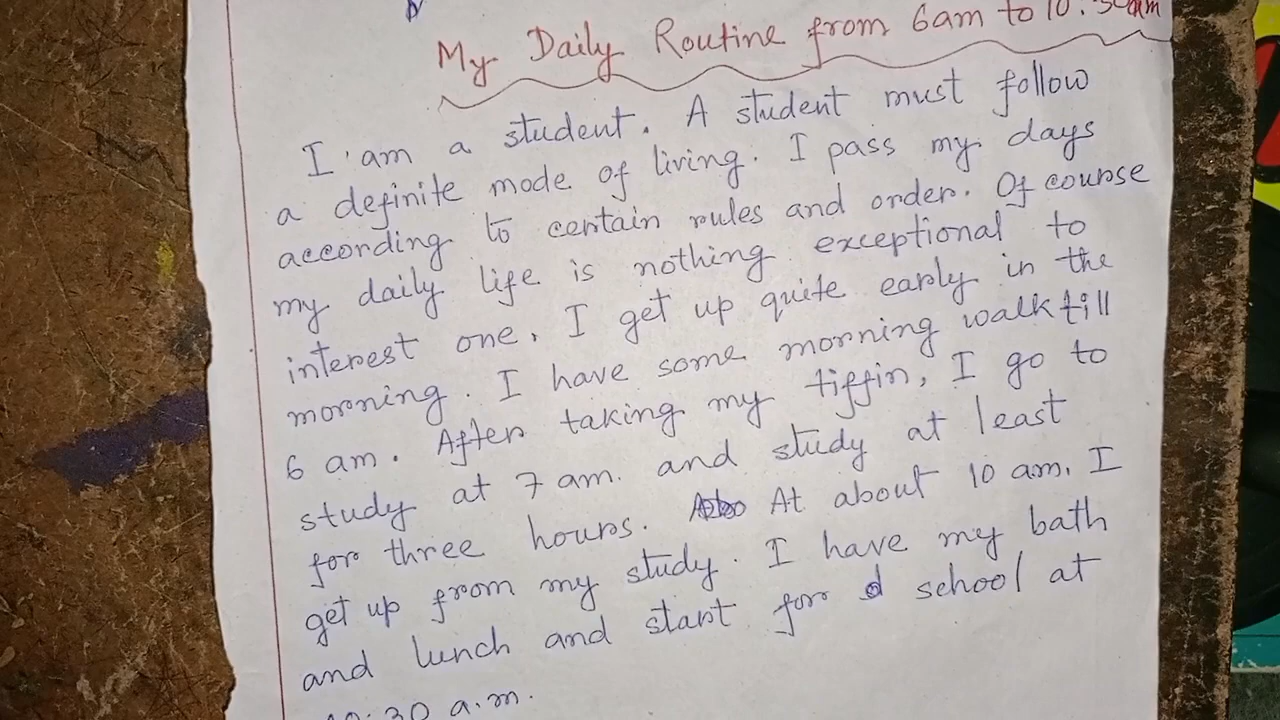 My Daily Routine from 6am to 10:30am
I am a student. A student must follow
a definite mode of living. I pass my days
according to certain rules and order. Of course
my daily life is nothing exceptional to
interest one. I get up quite early in the
morning. I have some morning walk till
6 am. After taking my tiffin, I go to
study at 7 am. and study at least
for three hours. At about 10 am. I
get up from my study. I have my bath
and lunch and start for school at
10:30 a.m.